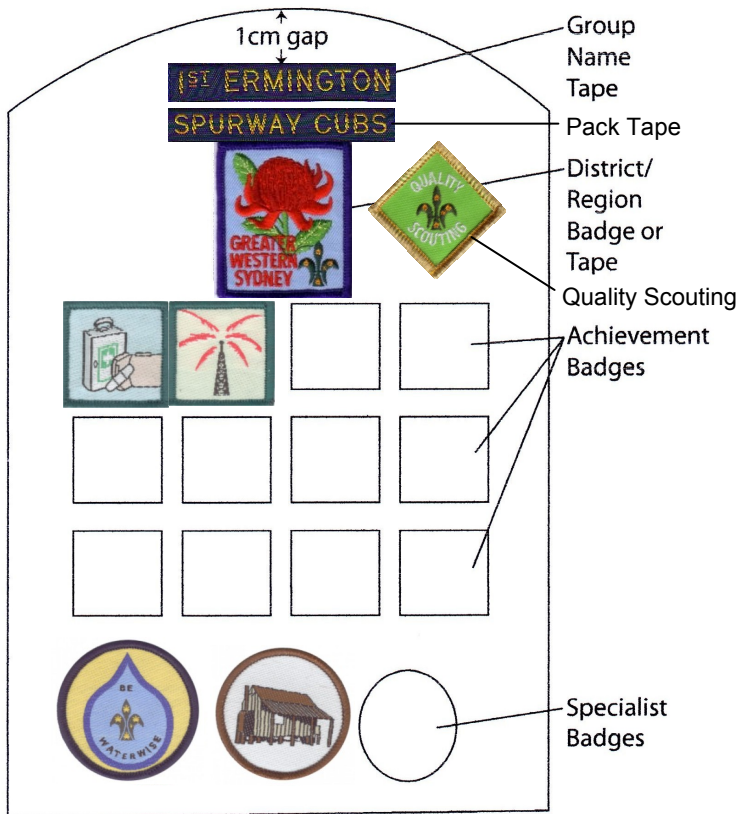 1cm gap
Group
Name
Tape
1ST ERMINGTON
SPURWAY CUBS
Pack Tape
District/
Region
Badge or
Tape
QUALITY
SCOUTING
GREATER
WESTERN
SYDNEY
Quality Scouting
Achievement
Badges
BE
WATERWISE
Specialist
Badges